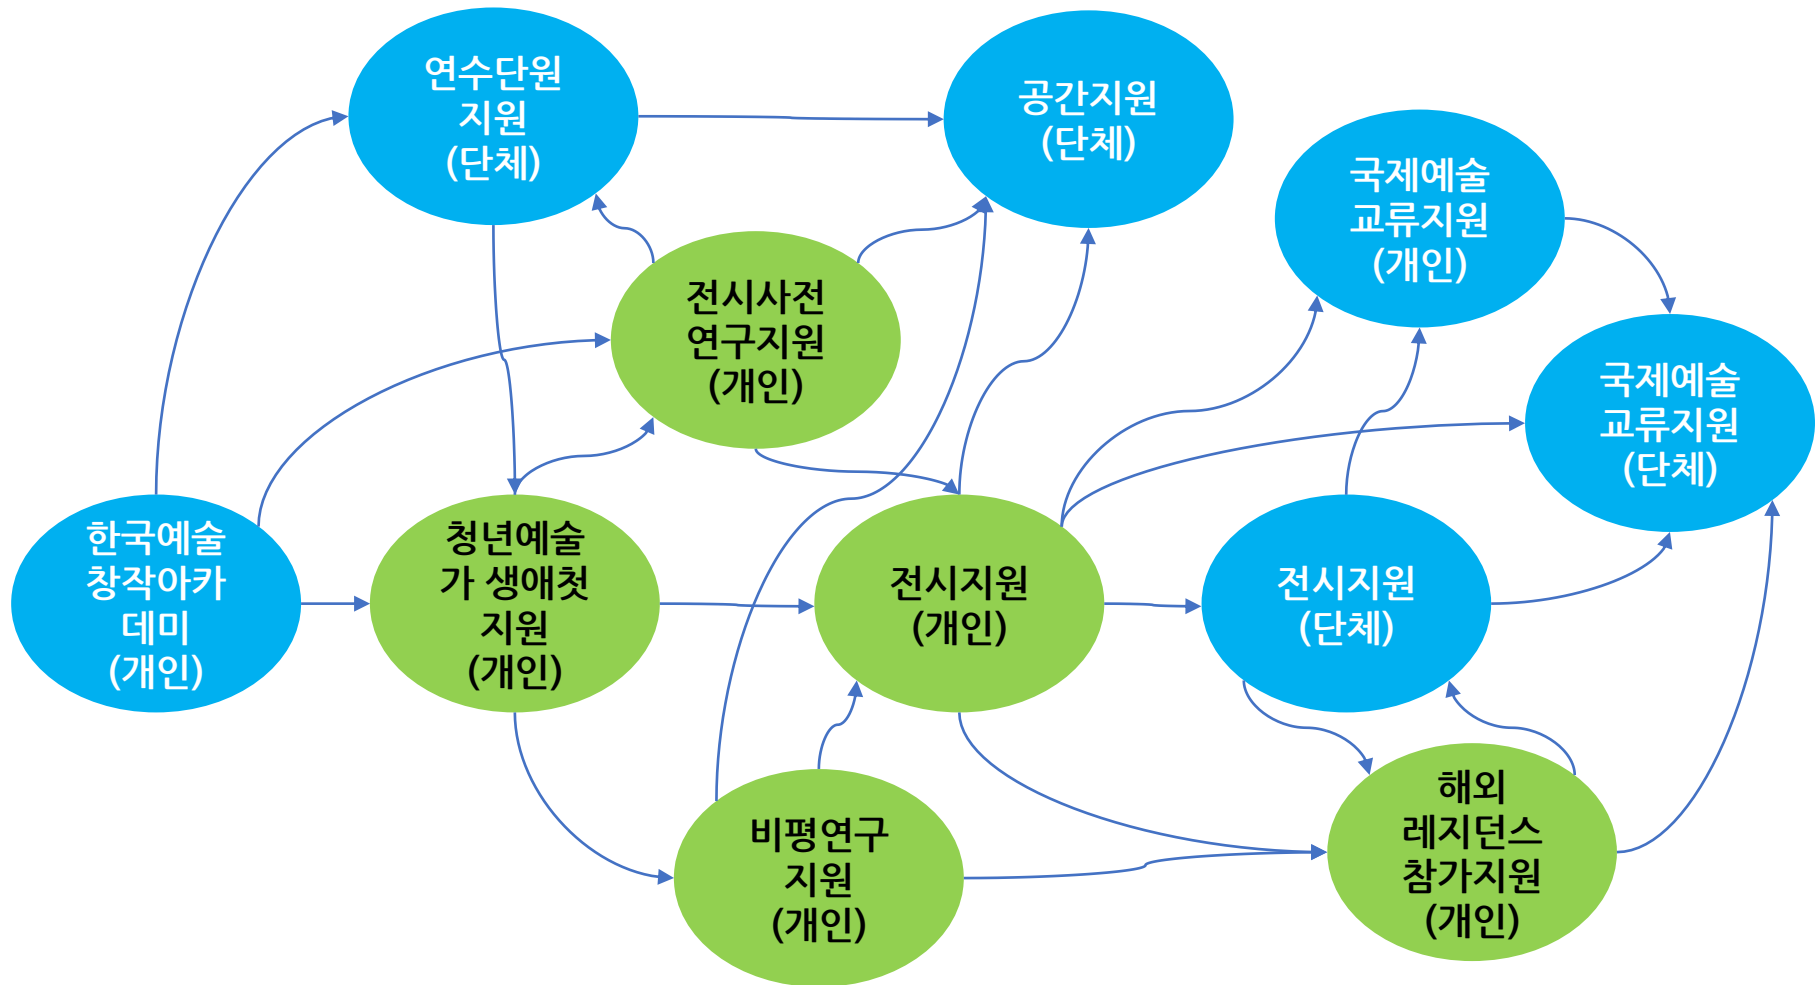 연수단원
지원
(단체)
공간지원
(단체)
국제예술
교류지원
(개인)
전시사전
연구지원
(개인)
국제예술
교류지원
(단체)
한국예술
창작아카
데미
(개인)
청년예술
가 생애첫
지원
(개인)
전시지원
(개인)
전시지원
(단체)
비평연구
지원
(개인)
해외
레지던스
참가지원
(개인)